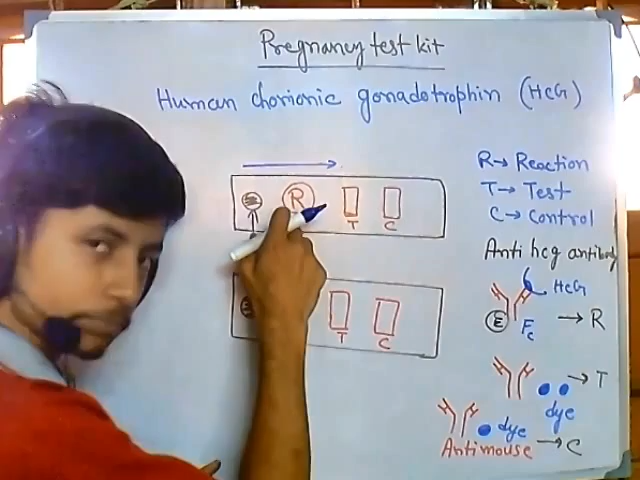 Pregnancy test kit
Human chorionic gonadotrophin (HCG)
R→ Reaction
T→ Test
C→ Control
Anti hcg antibody
R
T
C
HCG
E
Fc
→ R
T
C
→ T
dye
dye
Antimouse → C